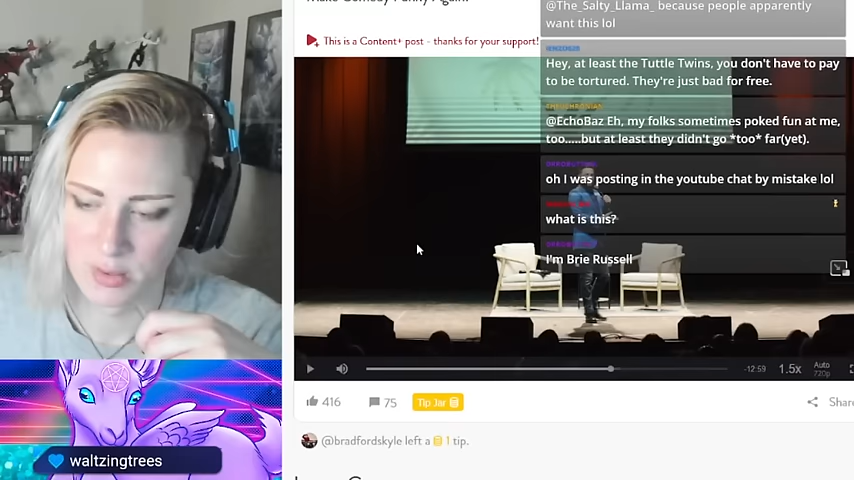 Make Comedy Funny Again!
This is a Content+ post - thanks for your support!
@The_Salty_Llama_ because people apparently
want this lol
Hey, at least the Tuttle Twins, you don't have to pay
to be tortured. They're just bad for free.
@EchoBaz Eh, my folks sometimes poked fun at me,
too.....but at least they didn't go *too* far(yet).
oh I was posting in the youtube chat by mistake lol
what is this?
I'm Brie Russell
-12:59
1.5x
Auto
720p
416
75
Tip Jar
Share
@bradfordskyle left a 1 tip.
waltzingtrees